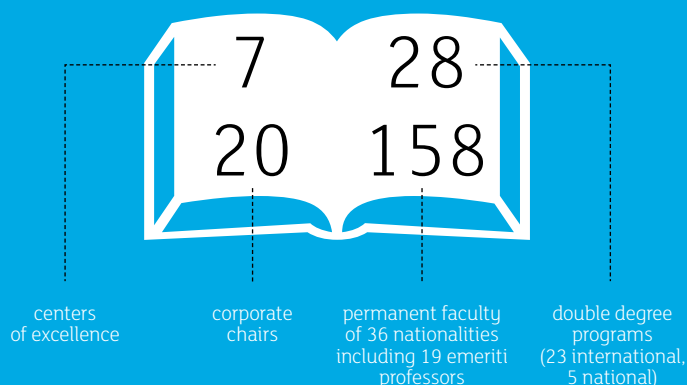 7
28
20
158
centers
of excellence
corporate
chairs
permanent faculty
of 36 nationalities
including 19 emeriti
professors
double degree
programs
(23 international,
5 national)